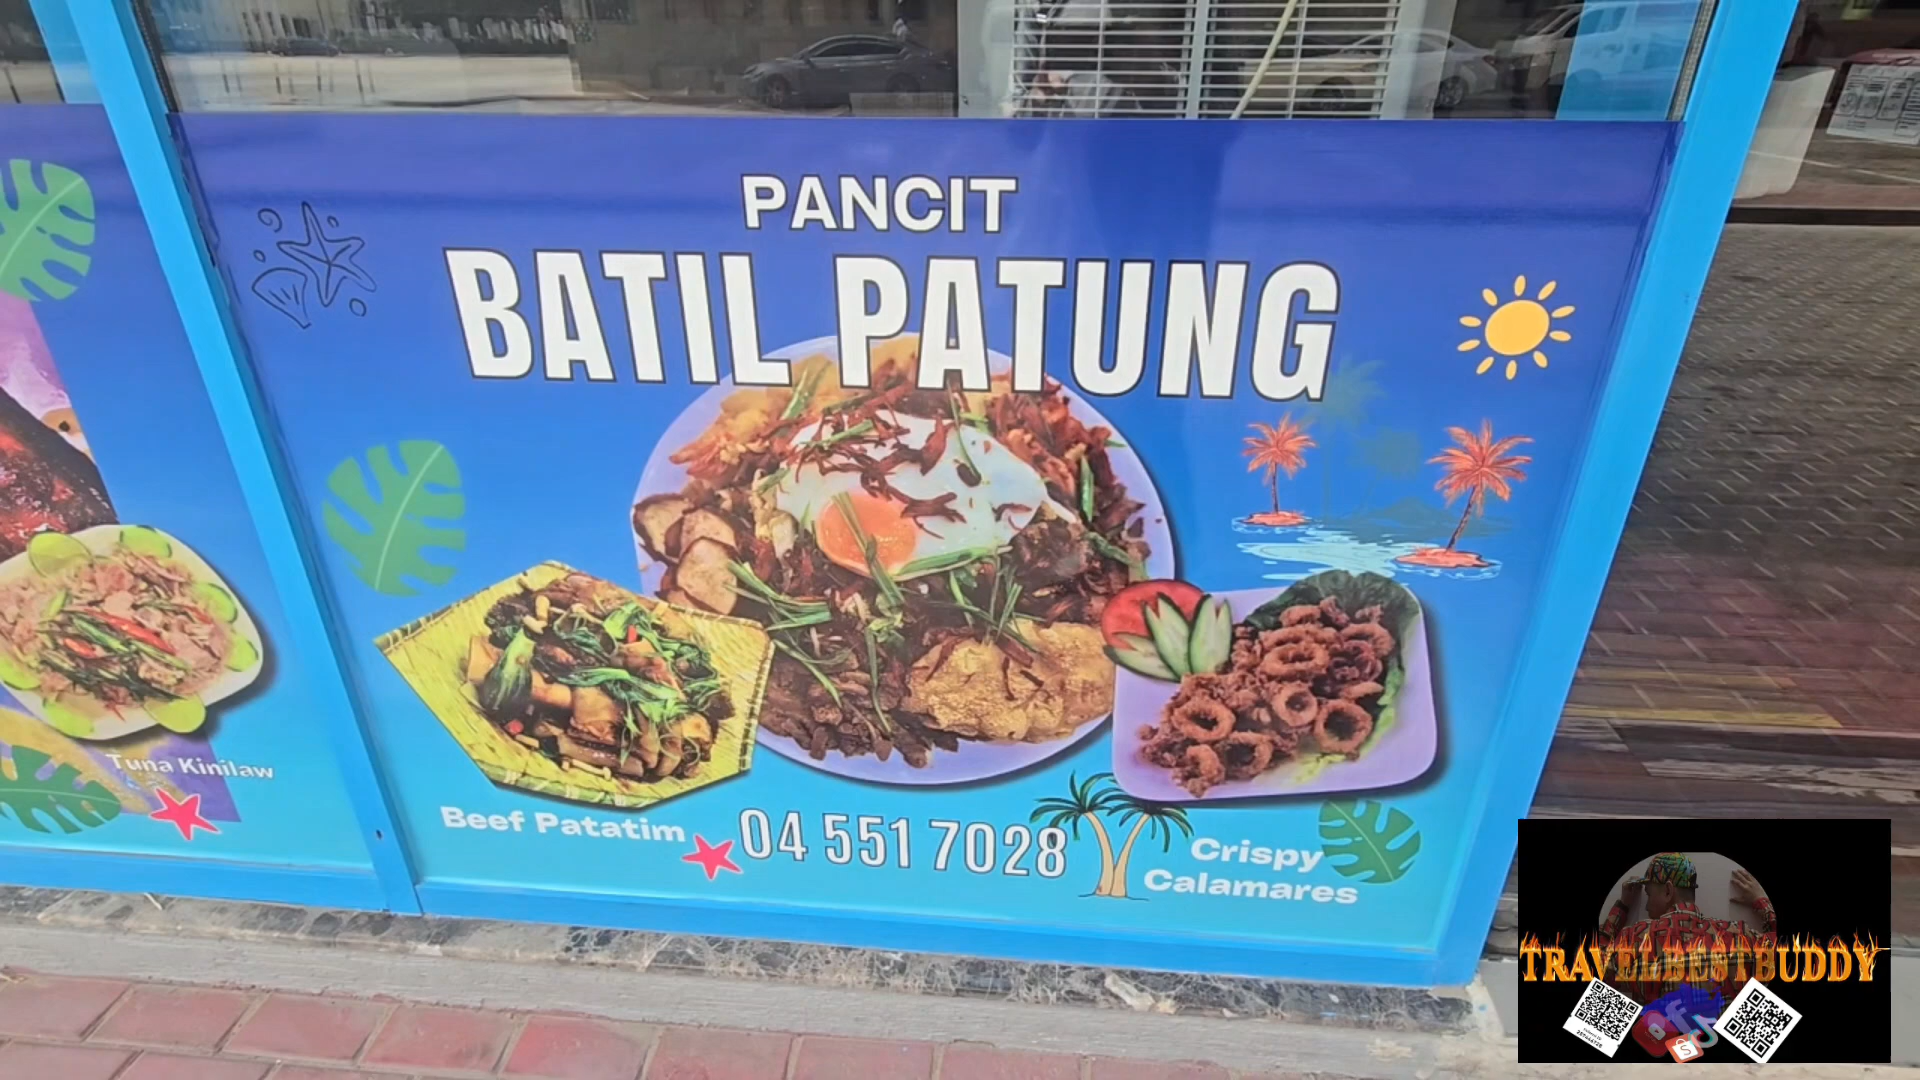 PANCIT
BATIL PATUNG
Tuna Kinilaw
Beef Patatim
04 551 7028
Crispy
Calamares
TRAVELBESTBUDDY